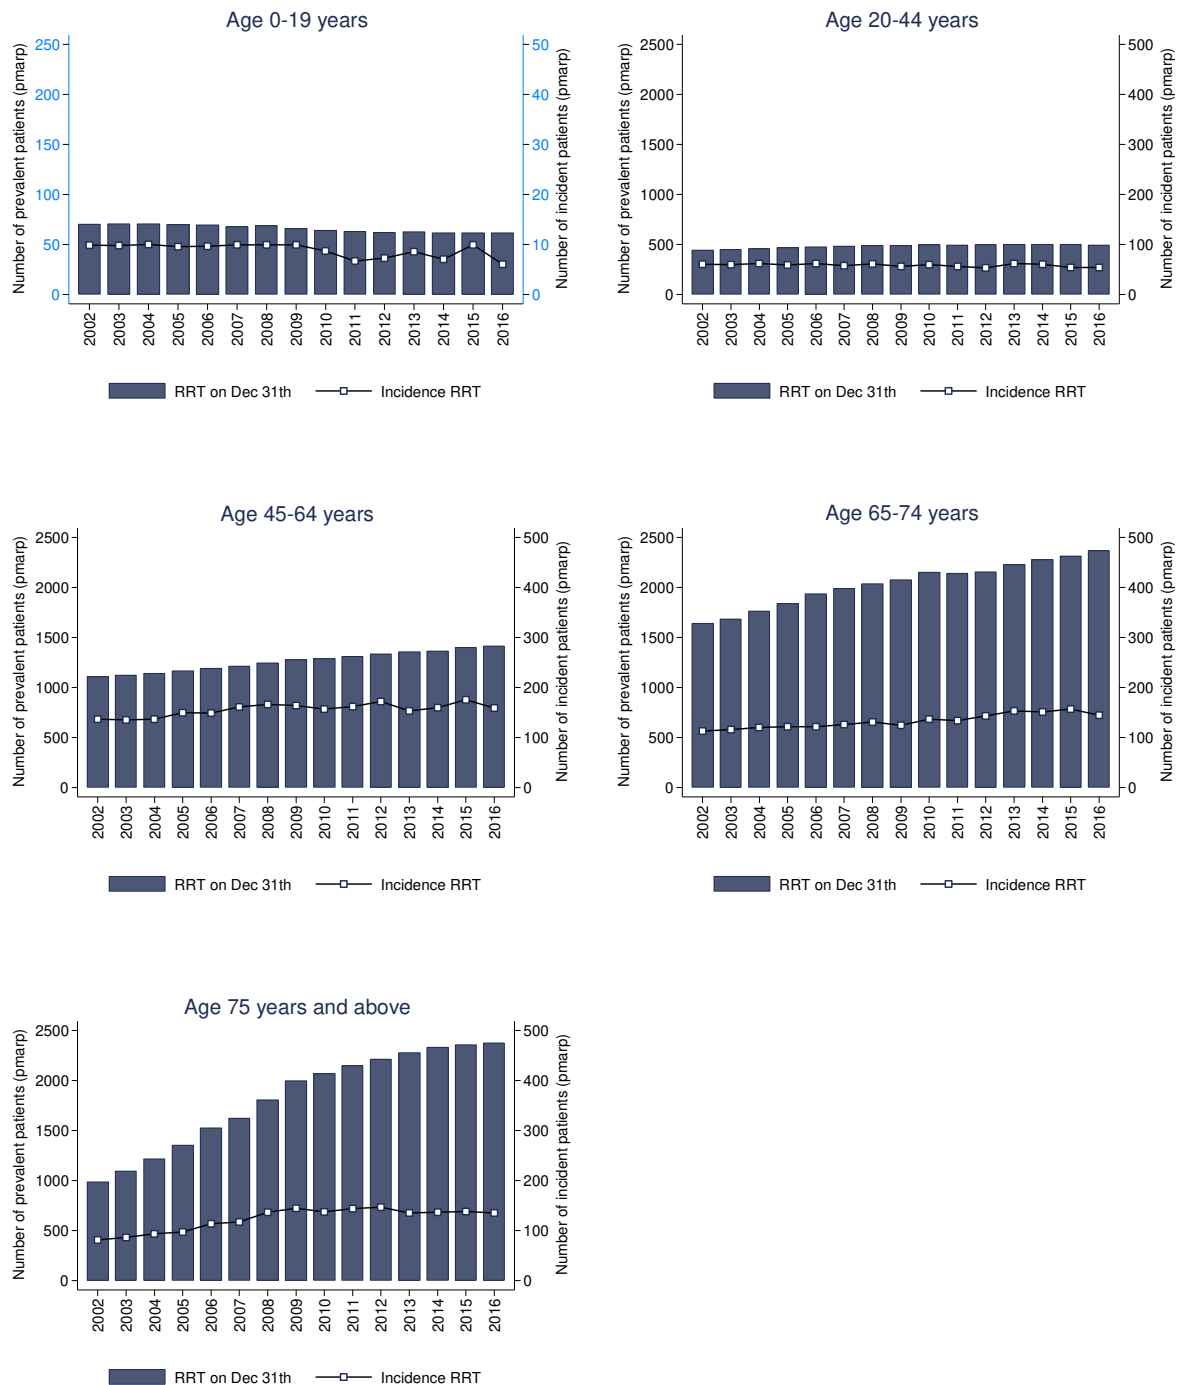 Age 0-19 years
Number of prevalent patients (pmarp)
250
200
150
100
50
0
50
40
30
20
10
0
Number of incident patients (pmarp)
2002 2003 2004 2005 2006 2007 2008 2009 2010 2011 2012 2013 2014 2015 2016
RRT on Dec 31th Incidence RRT
Age 20-44 years
Number of prevalent patients (pmarp)
2500
2000
1500
1000
500
0
500
400
300
200
100
0
Number of incident patients (pmarp)
2002 2003 2004 2005 2006 2007 2008 2009 2010 2011 2012 2013 2014 2015 2016
RRT on Dec 31th Incidence RRT
Age 45-64 years
Number of prevalent patients (pmarp)
2500
2000
1500
1000
500
0
500
400
300
200
100
0
Number of incident patients (pmarp)
2002 2003 2004 2005 2006 2007 2008 2009 2010 2011 2012 2013 2014 2015 2016
RRT on Dec 31th Incidence RRT
Age 65-74 years
Number of prevalent patients (pmarp)
2500
2000
1500
1000
500
0
500
400
300
200
100
0
Number of incident patients (pmarp)
2002 2003 2004 2005 2006 2007 2008 2009 2010 2011 2012 2013 2014 2015 2016
RRT on Dec 31th Incidence RRT
Age 75 years and above
Number of prevalent patients (pmarp)
2500
2000
1500
1000
500
0
500
400
300
200
100
0
Number of incident patients (pmarp)
2002 2003 2004 2005 2006 2007 2008 2009 2010 2011 2012 2013 2014 2015 2016
RRT on Dec 31th Incidence RRT